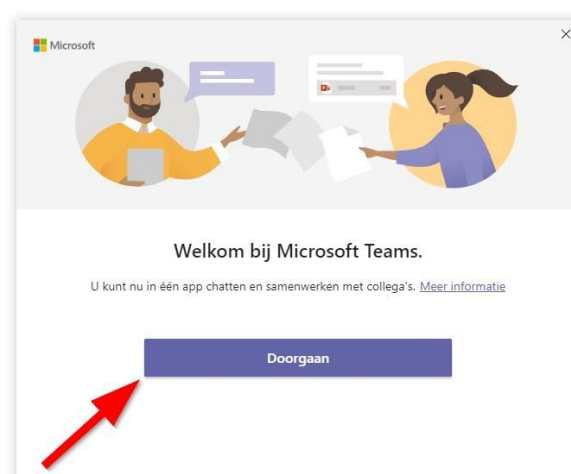 Microsoft
Welkom bij Microsoft Teams.
U kunt nu in één app chatten en samenwerken met collega's. Meer informatie
Doorgaan